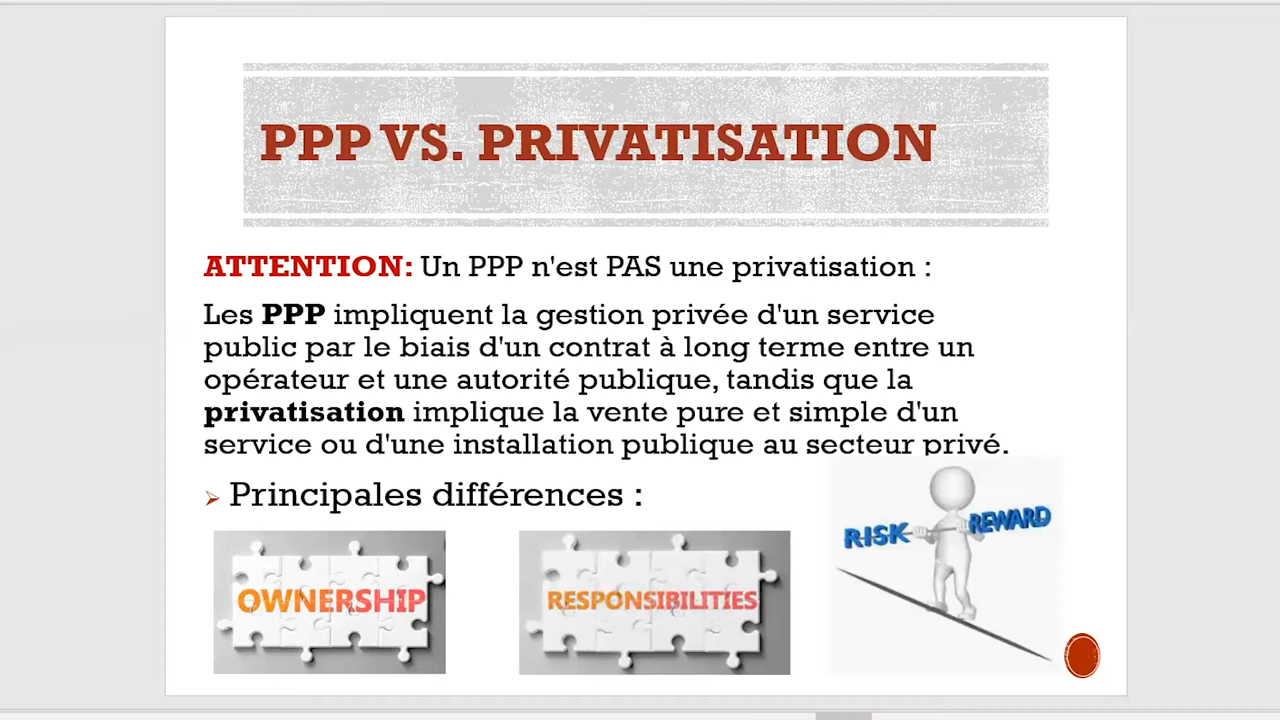 PPP VS. PRIVATISATION
ATTENTION: Un PPP n'est PAS une privatisation :
Les PPP impliquent la gestion privée d'un service
public par le biais d'un contrat à long terme entre un
opérateur et une autorité publique, tandis que la
privatisation implique la vente pure et simple d'un
service ou d'une installation publique au secteur privé.
Principales différences :
OWNERSHIP
RESPONSIBILITIES
RISK
REWARD